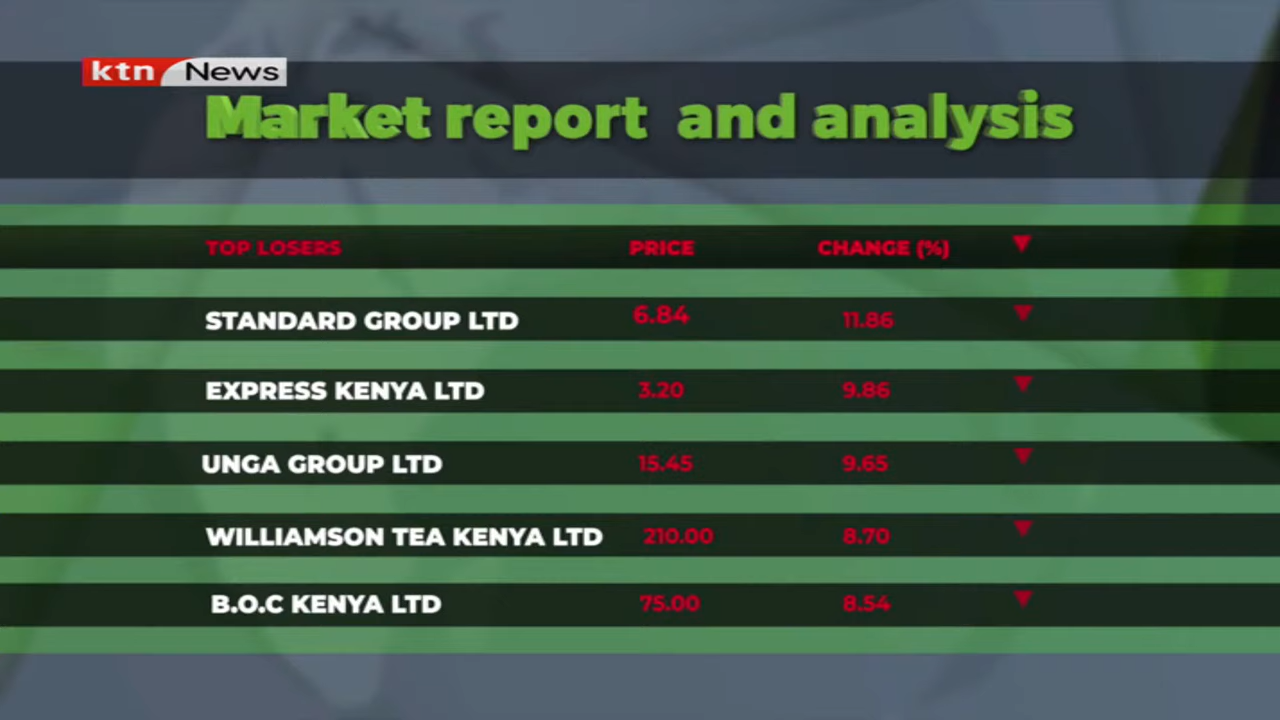 ktn News
Market report and analysis
TOP LOSERS PRICE CHANGE (%)
STANDARD GROUP LTD 6.84 11.86
EXPRESS KENYA LTD 3.20 9.86
UNGA GROUP LTD 15.45 9.65
WILLIAMSON TEA KENYA LTD 210.00 8.70
B.O.C KENYA LTD 75.00 8.54